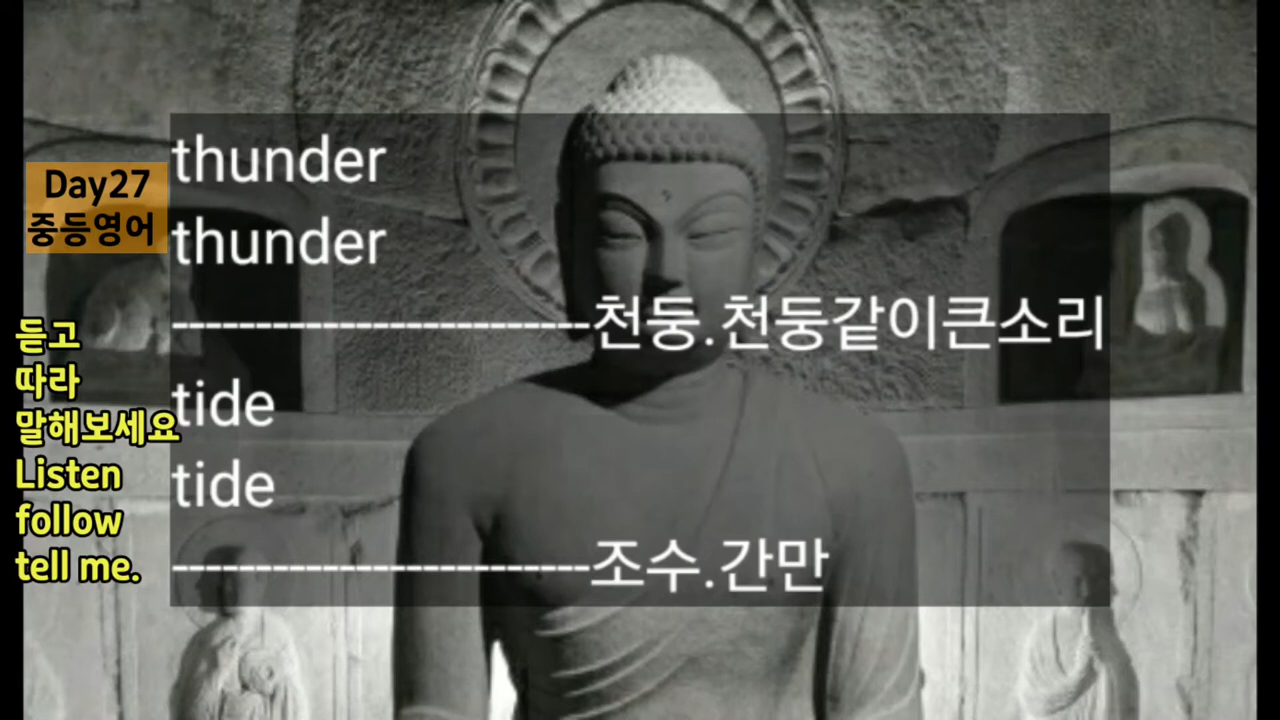 Day27
중등영어
듣고
따라
말해보세요
Listen
follow
tell me.
thunder
thunder
-------------------------천둥.천둥같이큰소리
tide
tide
-------------------------조수.간만